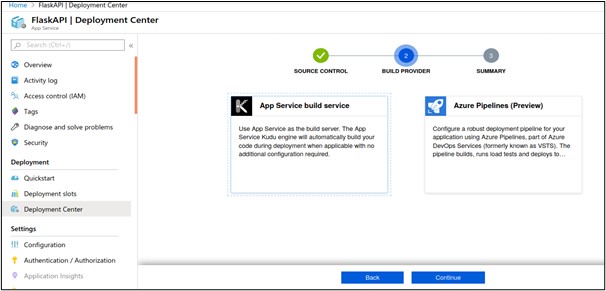 Home > FlaskAPI | Deployment Center
FlaskAPI | Deployment Center
App Service
Search (Ctrl+/)
«
Overview
Activity log
Access control (IAM)
Tags
Diagnose and solve problems
Security
Deployment
Quickstart
Deployment slots
Deployment Center
Settings
Configuration
Authentication / Authorization
Application Insights
2
3
SOURCE CONTROL
BUILD PROVIDER
SUMMARY
K
App Service build service
Use App Service as the build server. The App
Service Kudu engine will automatically build your
code during deployment when applicable with no
additional configuration required.
Azure Pipelines (Preview)
Configure a robust deployment pipeline for your
application using Azure Pipelines, part of Azure
DevOps Services (formerly known as VSTS). The
pipeline builds, runs load tests and deploys to...
Back
Continue